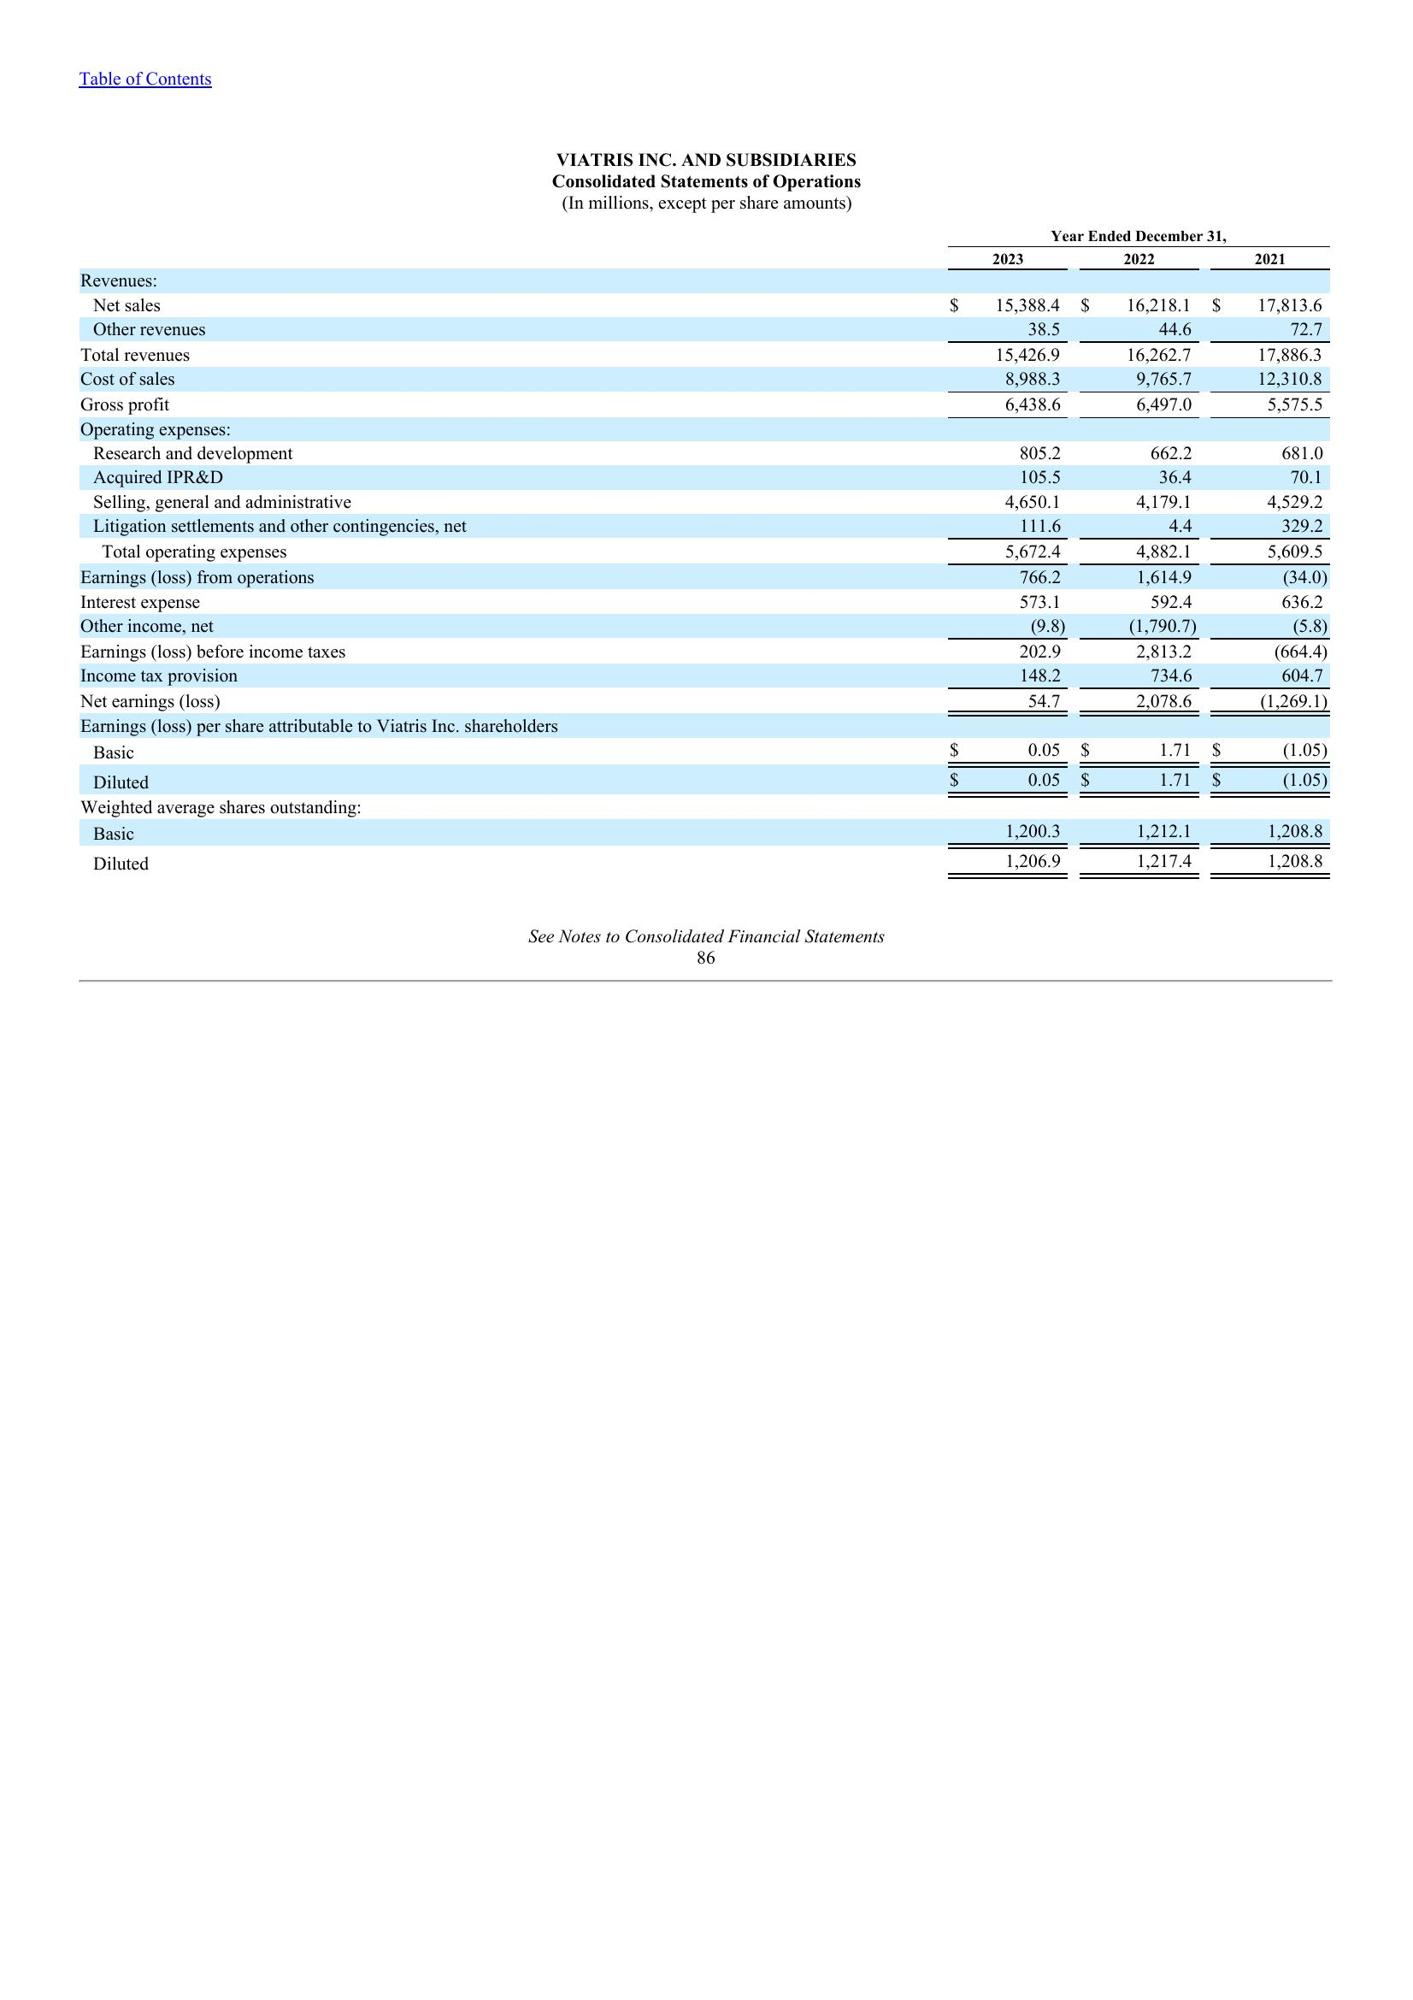 Table of Contents
VIATRIS INC. AND SUBSIDIARIES
Consolidated Statements of Operations
(In millions, except per share amounts)
Year Ended December 31,
2023 2022 2021
Revenues:
Net sales $ 15,388.4 $ 16,218.1 $ 17,813.6
Other revenues 38.5 44.6 72.7
Total revenues 15,426.9 16,262.7 17,886.3
Cost of sales 8,988.3 9,765.7 12,310.8
Gross profit 6,438.6 6,497.0 5,575.5
Operating expenses:
Research and development 805.2 662.2 681.0
Acquired IPR&D 105.5 36.4 70.1
Selling, general and administrative 4,650.1 4,179.1 4,529.2
Litigation settlements and other contingencies, net 111.6 4.4 329.2
Total operating expenses 5,672.4 4,882.1 5,609.5
Earnings (loss) from operations 766.2 1,614.9 (34.0)
Interest expense 573.1 592.4 636.2
Other income, net (9.8) (1,790.7) (5.8)
Earnings (loss) before income taxes 202.9 2,813.2 (664.4)
Income tax provision 148.2 734.6 604.7
Net earnings (loss) 54.7 2,078.6 (1,269.1)
Earnings (loss) per share attributable to Viatris Inc. shareholders
Basic $ 0.05 $ 1.71 $ (1.05)
Diluted $ 0.05 $ 1.71 $ (1.05)
Weighted average shares outstanding:
Basic 1,200.3 1,212.1 1,208.8
Diluted 1,206.9 1,217.4 1,208.8
See Notes to Consolidated Financial Statements
86